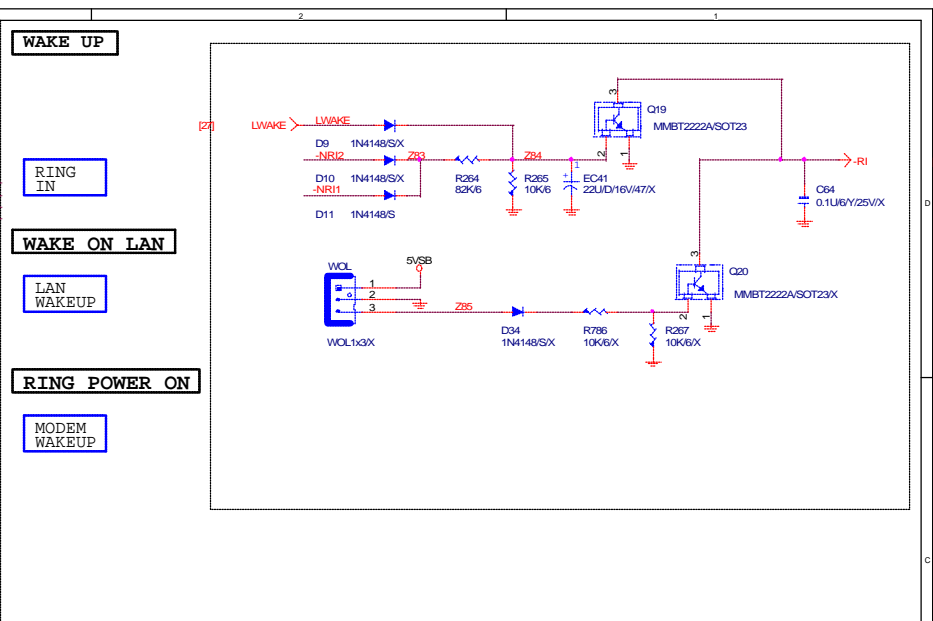 2
1
WAKE UP
3
Q19
MMBT2222A/SOT23
[27]
LWAKE
LWAKE
D9
1N4148/S/X
2
1
-NRI2
Z83
Z84
-RI
RING
IN
D10
1N4148/S/X
R264
82K/6
R265
10K/6
+
1
EC41
22U/D/16V/47/X
-NRI1
C64
0.1U/6/Y/25V/X
D11
1N4148/S
D
WAKE ON LAN
WOL
5VSB
3
Q20
LAN
WAKEUP
1
2
3
Z85
MMBT2222A/SOT23/X
2
1
D34
1N4148/S/X
R786
10K/6/X
R267
10K/6/X
WOL1x3/X
RING POWER ON
MODEM
WAKEUP
C